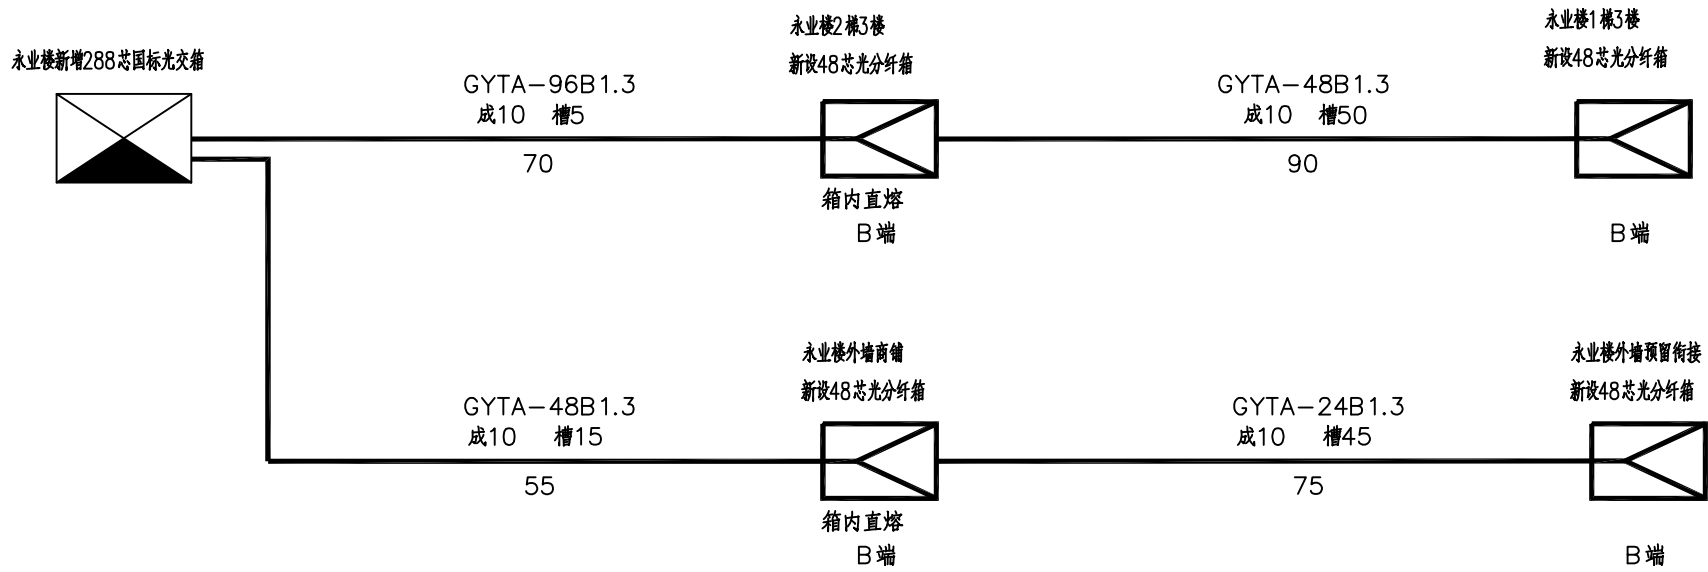 永业楼新增288芯国标光交箱
GYTA-96B1.3
成10 槽5
70
永业楼2梯3楼
新设48芯光分纤箱
箱内直熔
B端
GYTA-48B1.3
成10 槽50
90
永业楼1梯3楼
新设48芯光分纤箱
B端
GYTA-48B1.3
成10 槽15
55
永业楼外墙商铺
新设48芯光分纤箱
箱内直熔
B端
GYTA-24B1.3
成10 槽45
75
永业楼外墙预留衔接
新设48芯光分纤箱
B端